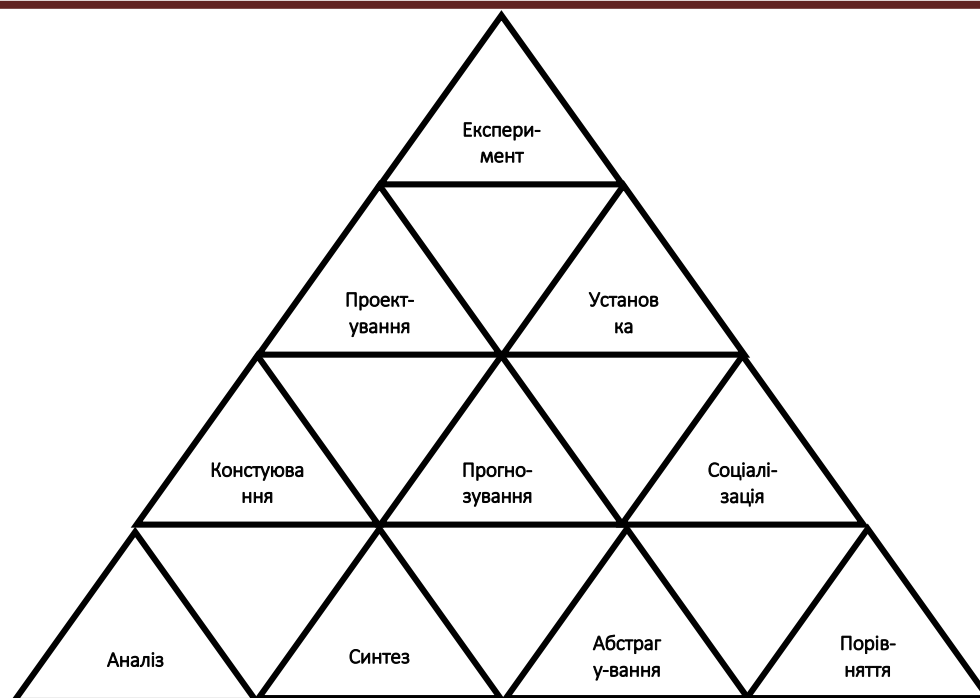 Експери-
мент
Проект-
ування
Установ
ка
Констуюва
ння
Прогно-
зування
Соціалі-
зація
Аналіз
Синтез
Абстраг
у-вання
Порів-
няття